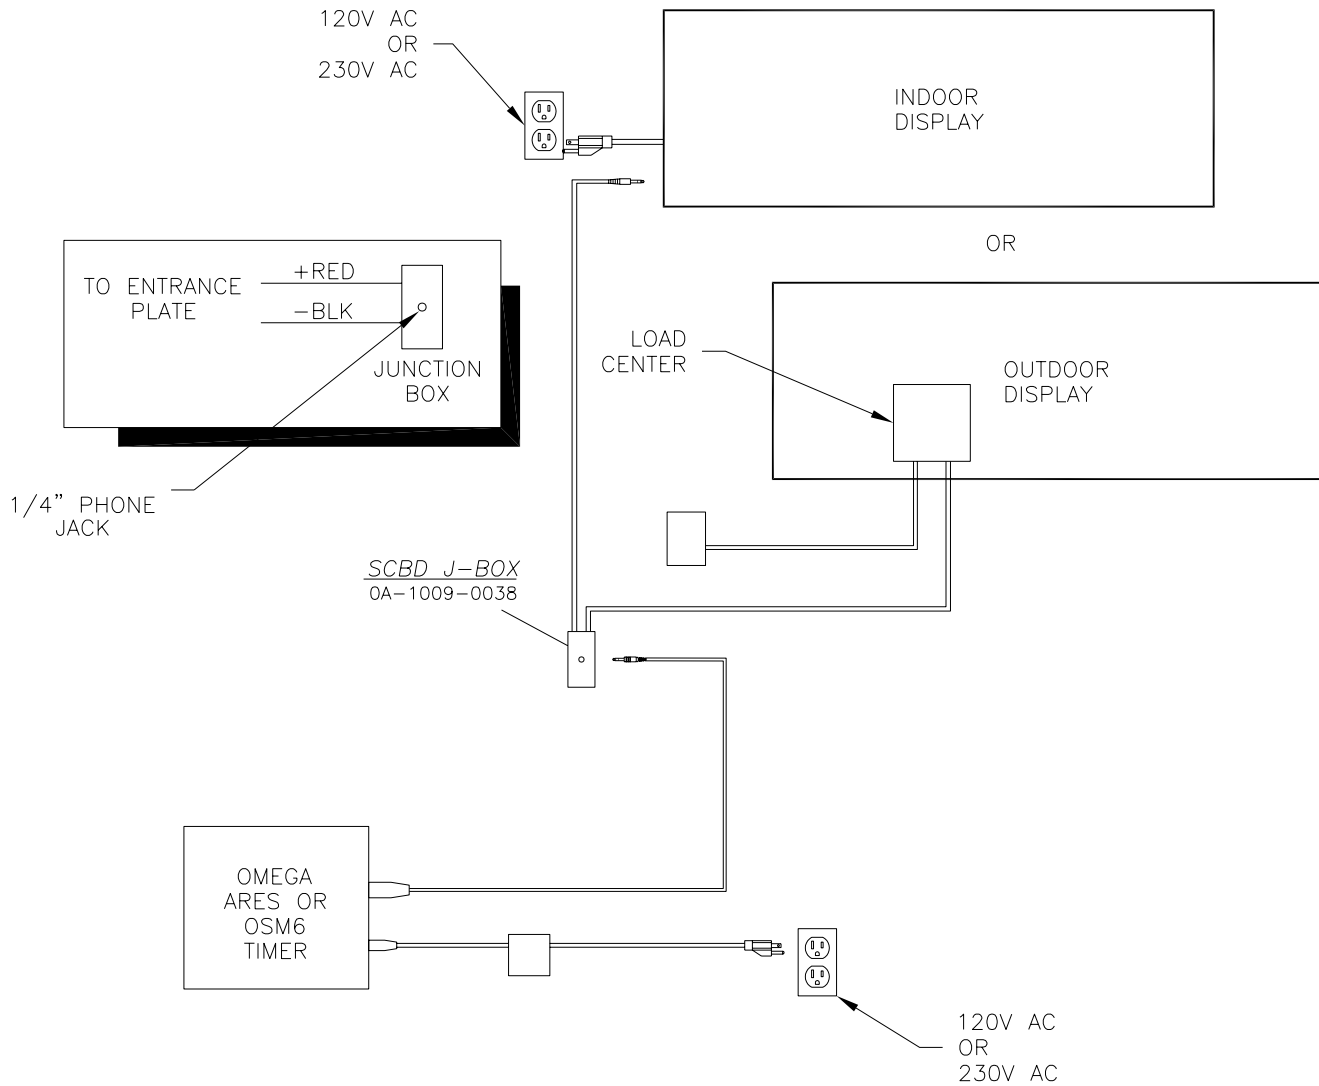 120V AC
OR
230V AC
INDOOR
DISPLAY
OR
TO ENTRANCE
PLATE
+RED
-BLK
JUNCTION
BOX
1/4" PHONE
JACK
LOAD
CENTER
OUTDOOR
DISPLAY
SCBD J-BOX
0A-1009-0038
OMEGA
ARES OR
OSM6
TIMER
120V AC
OR
230V AC